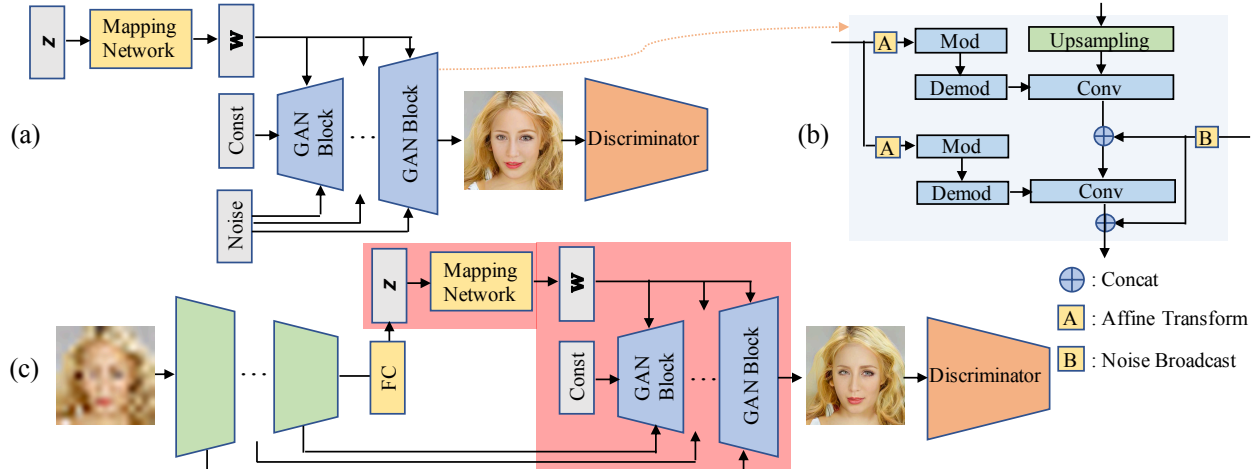 (a)
z
Mapping
Network
w
Const
GAN
Block
. . .
GAN Block
Noise
Discriminator
(b)
A
Mod
Upsampling
Demod
Conv
B
A
Mod
Demod
Conv
: Concat
A : Affine Transform
B : Noise Broadcast
(c)
. . .
FC
z
Mapping
Network
w
Const
GAN
Block
. . .
GAN Block
Discriminator